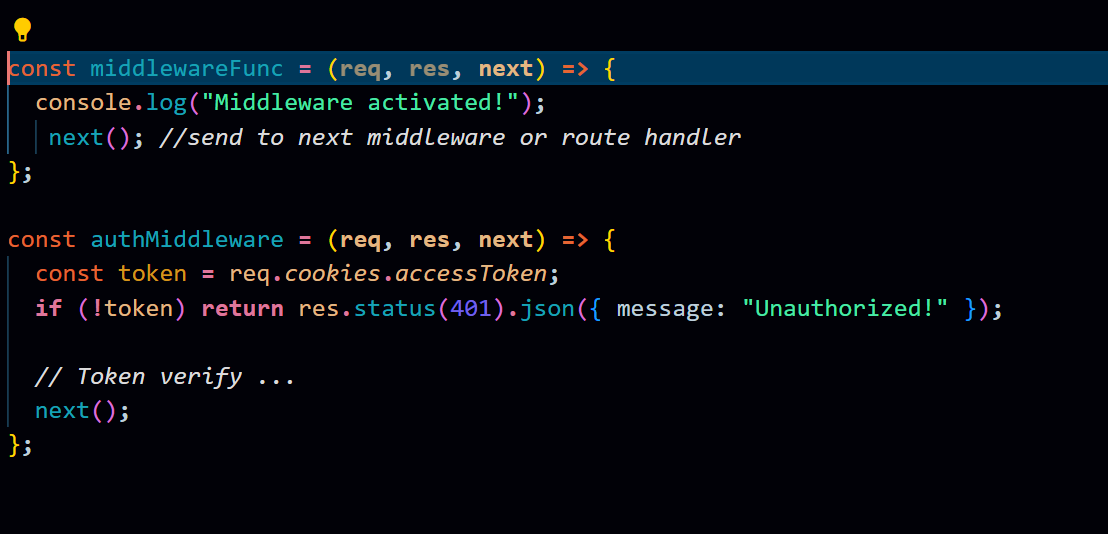 const middlewareFunc = (req, res, next) => {
  console.log("Middleware activated!");
   next(); //send to next middleware or route handler
};

const authMiddleware = (req, res, next) => {
  const token = req.cookies.accessToken;
  if (!token) return res.status(401).json({ message: "Unauthorized!" });

  // Token verify ...
  next();
};